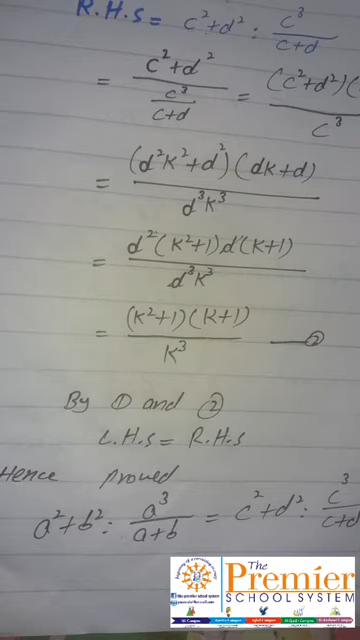 R.H.S = c²+d² : c³/c+d
= c²+d² / c³/c+d = (c²+d²)( / c³
= (d²k²+d²)(dk+d) / d³k³
= d²(k²+1)d(k+1) / d³k³
= (k²+1)(k+1) / k³ —②
By ① and ②
L.H.S = R.H.S
Hence proved
a²+b² : a³/a+b = c²+d² : c³/c+d
The
Premier
SCHOOL SYSTEM